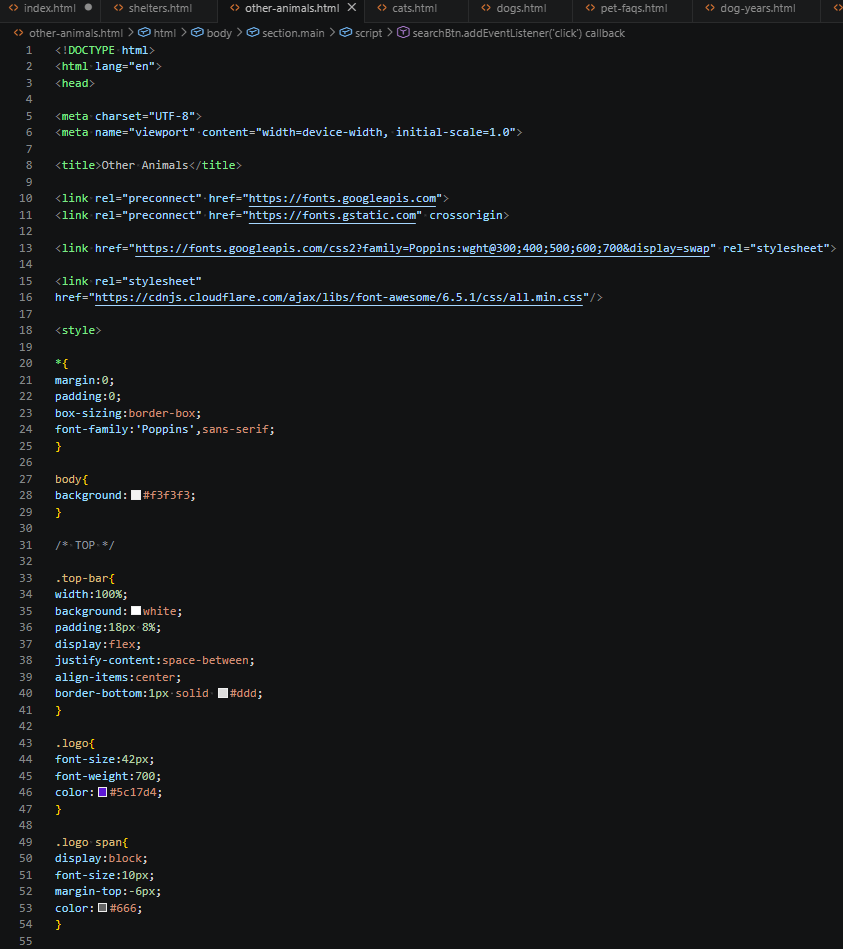 index.html
shelters.html
other-animals.html
cats.html
dogs.html
pet-faqs.html
dog-years.html
other-animals.html > html > body > section.main > script > searchBtn.addEventListener('click') callback
1 <!DOCTYPE html>
2 <html lang="en">
3 <head>
4
5 <meta charset="UTF-8">
6 <meta name="viewport" content="width=device-width, initial-scale=1.0">
7
8 <title>Other Animals</title>
9
10 <link rel="preconnect" href="https://fonts.googleapis.com">
11 <link rel="preconnect" href="https://fonts.gstatic.com" crossorigin>
12
13 <link href="https://fonts.googleapis.com/css2?family=Poppins:wght@300;400;500;600;700&display=swap" rel="stylesheet">
14
15 <link rel="stylesheet"
16 href="https://cdnjs.cloudflare.com/ajax/libs/font-awesome/6.5.1/css/all.min.css"/>
17
18 <style>
19
20 *{
21 margin:0;
22 padding:0;
23 box-sizing:border-box;
24 font-family:'Poppins',sans-serif;
25 }
26
27 body{
28 background:#f3f3f3;
29 }
30
31 /* TOP */
32
33 .top-bar{
34 width:100%;
35 background:white;
36 padding:18px 8%;
37 display:flex;
38 justify-content:space-between;
39 align-items:center;
40 border-bottom:1px solid #ddd;
41 }
42
43 .logo{
44 font-size:42px;
45 font-weight:700;
46 color:#5c17d4;
47 }
48
49 .logo span{
50 display:block;
51 font-size:10px;
52 margin-top:-6px;
53 color:#666;
54 }
55